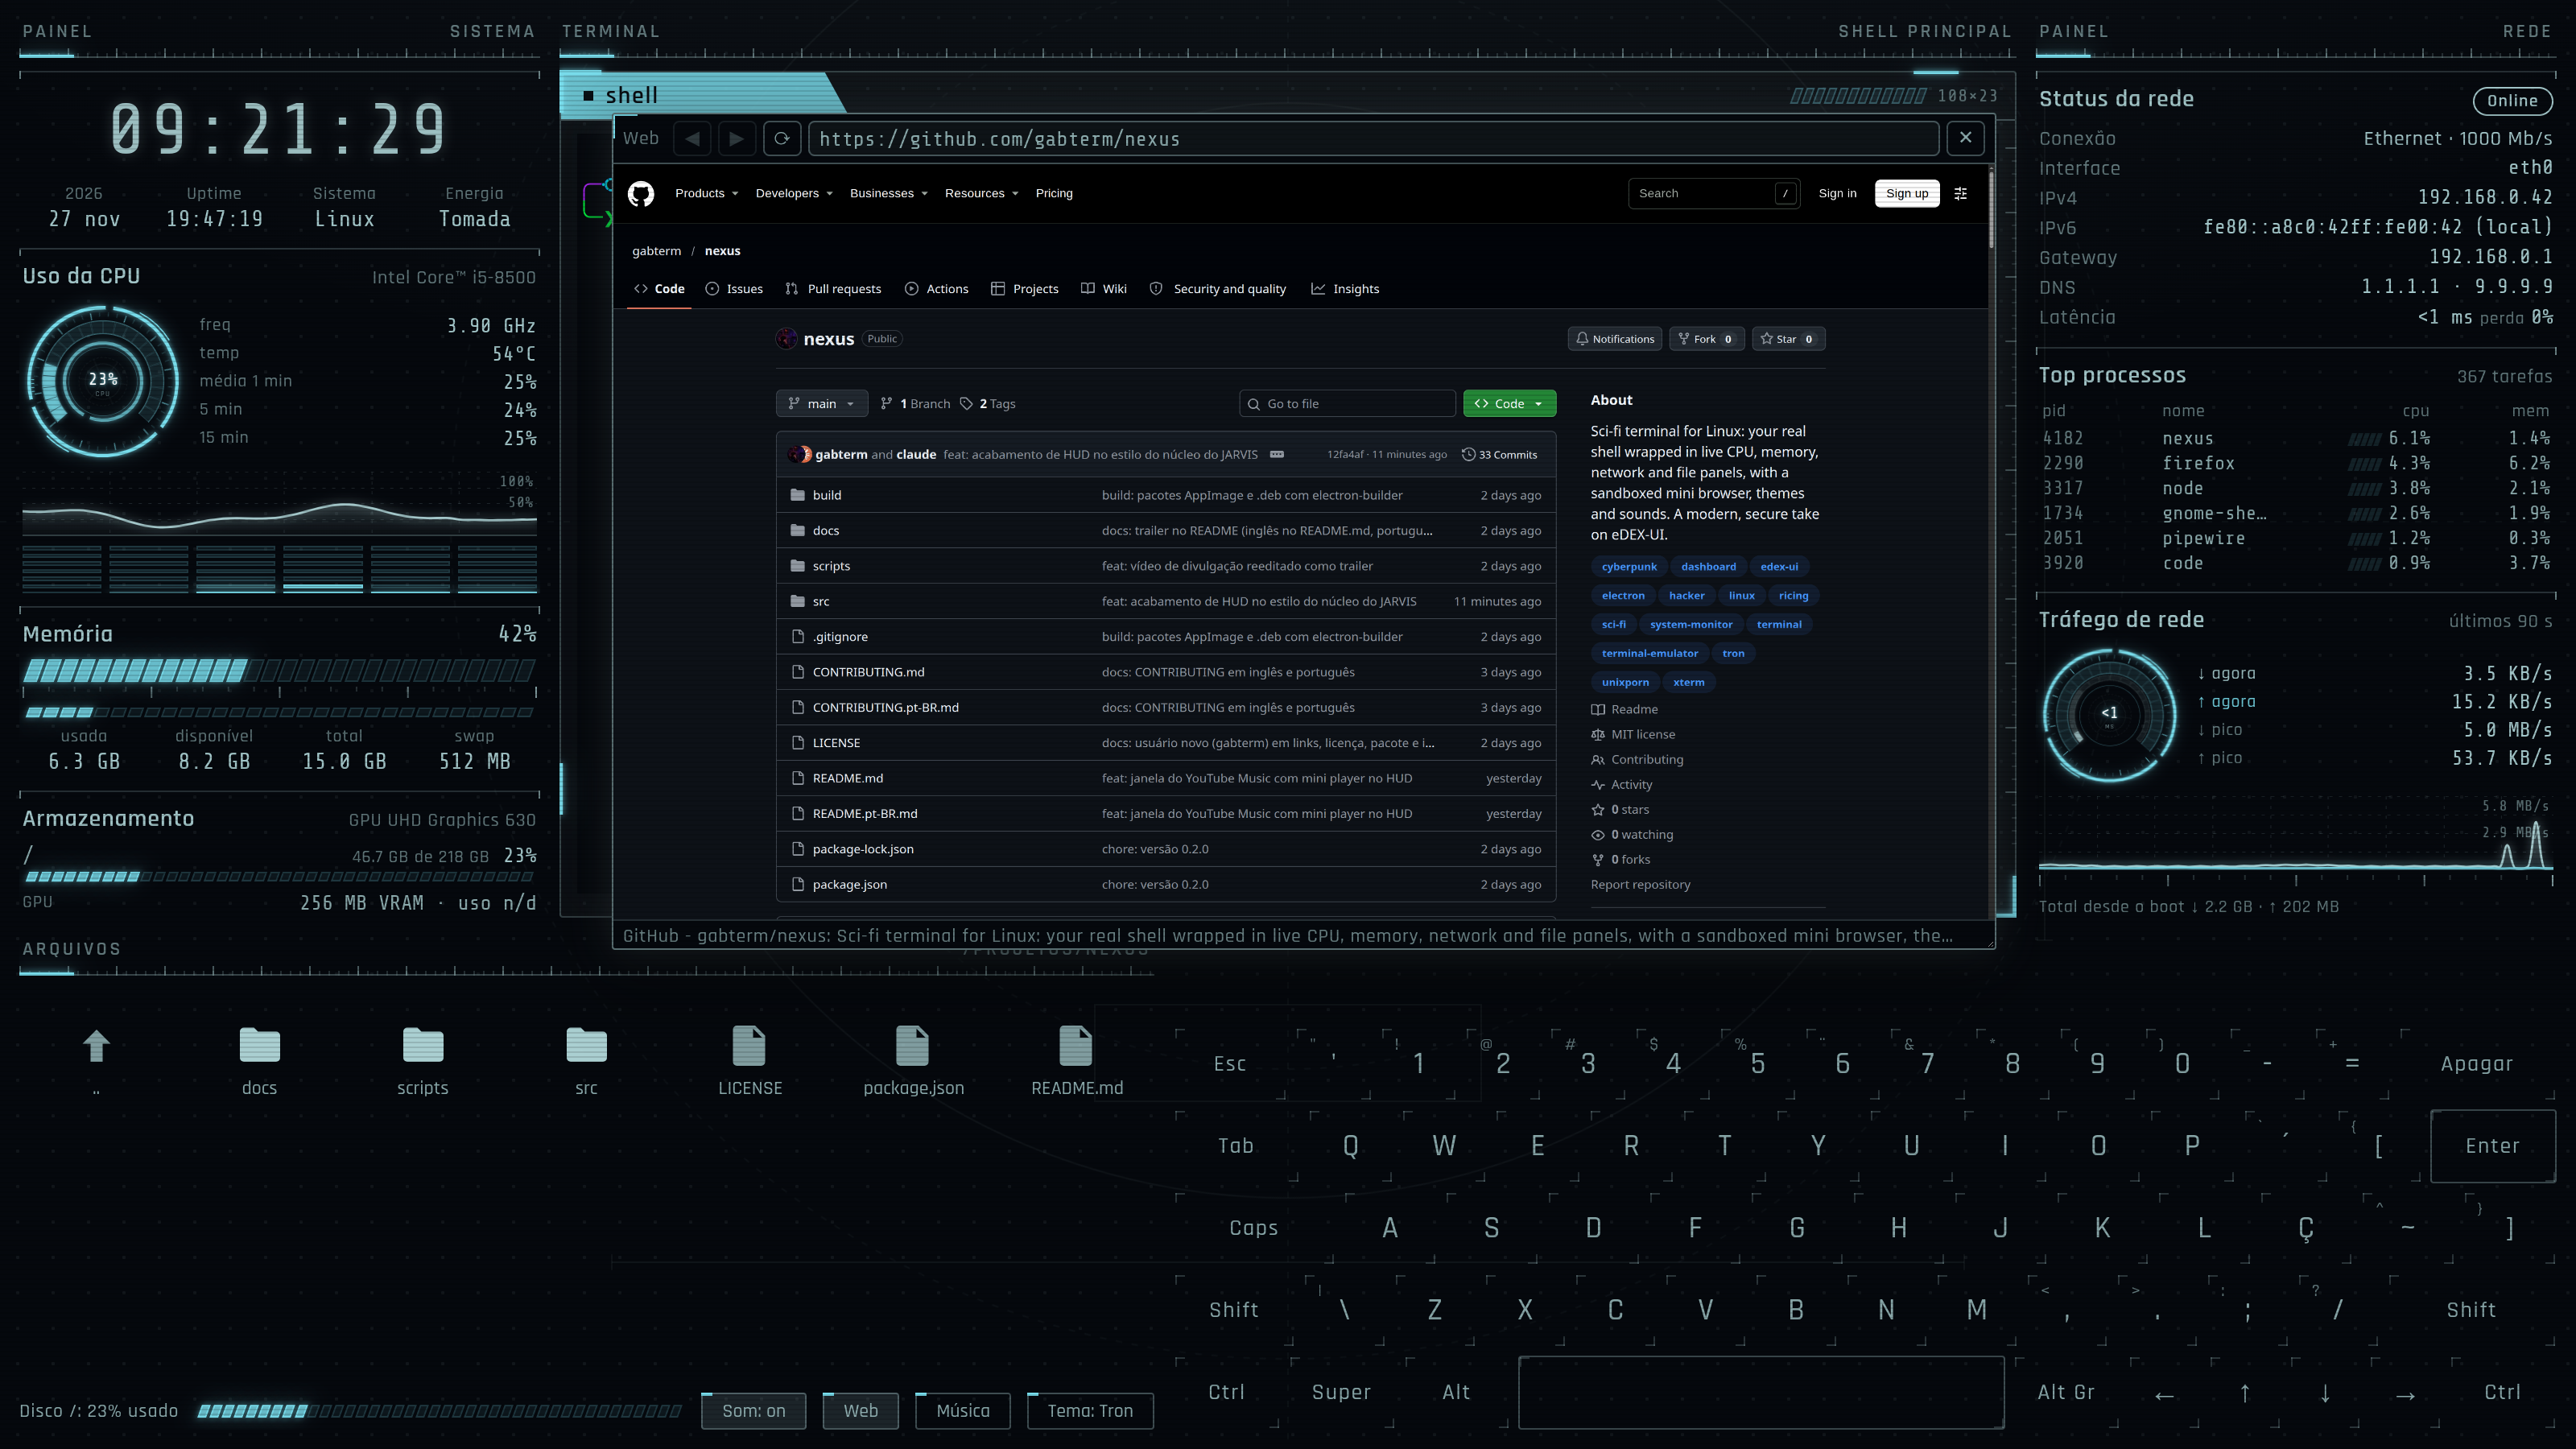 PAINEL SISTEMA
09:21:29
2026 Uptime Sistema Energia
27 nov 19:47:19 Linux Tomada
Uso da CPU Intel Core™ i5-8500
23%
CPU
freq 3.90 GHz
temp 54°C
média 1 min 25%
5 min 24%
15 min 25%
100%
50%
Memória 42%
usada disponível total swap
6.3 GB 8.2 GB 15.0 GB 512 MB
Armazenamento GPU UHD Graphics 630
/ 46.7 GB de 218 GB 23%
GPU 256 MB VRAM · uso n/d
TERMINAL SHELL PRINCIPAL
shell 108×23
Web https://github.com/gabterm/nexus
Products Developers Businesses Resources Pricing Search / Sign in Sign up
gabterm / nexus
Code Issues Pull requests Actions Projects Wiki Security and quality Insights
nexus Public Notifications Fork 0 Star 0
main 1 Branch 2 Tags Go to file Code
gabterm and claude feat: acabamento de HUD no estilo do núcleo do JARVIS 12fa4af · 11 minutes ago 33 Commits
build build: pacotes AppImage e .deb com electron-builder 2 days ago
docs docs: trailer no README (inglês no README.md, portugu... 2 days ago
scripts feat: vídeo de divulgação reeditado como trailer 2 days ago
src feat: acabamento de HUD no estilo do núcleo do JARVIS 11 minutes ago
.gitignore build: pacotes AppImage e .deb com electron-builder 2 days ago
CONTRIBUTING.md docs: CONTRIBUTING em inglês e português 3 days ago
CONTRIBUTING.pt-BR.md docs: CONTRIBUTING em inglês e português 3 days ago
LICENSE docs: usuário novo (gabterm) em links, licença, pacote e i... 2 days ago
README.md feat: janela do YouTube Music com mini player no HUD yesterday
README.pt-BR.md feat: janela do YouTube Music com mini player no HUD yesterday
package-lock.json chore: versão 0.2.0 2 days ago
package.json chore: versão 0.2.0 2 days ago
About
Sci-fi terminal for Linux: your real
shell wrapped in live CPU, memory,
network and file panels, with a
sandboxed mini browser, themes
and sounds. A modern, secure take
on eDEX-UI.
cyberpunk dashboard edex-ui
electron hacker linux ricing
sci-fi system-monitor terminal
terminal-emulator tron
unixporn xterm
Readme
MIT license
Contributing
Activity
0 stars
0 watching
0 forks
Report repository
GitHub - gabterm/nexus: Sci-fi terminal for Linux: your real shell wrapped in live CPU, memory, network and file panels, with a sandboxed mini browser, the...
PAINEL REDE
Status da rede Online
Conexão Ethernet · 1000 Mb/s
Interface eth0
IPv4 192.168.0.42
IPv6 fe80::a8c0:42ff:fe00:42 (local)
Gateway 192.168.0.1
DNS 1.1.1.1 · 9.9.9.9
Latência <1 ms perda 0%
Top processos 367 tarefas
pid nome cpu mem
4182 nexus 6.1% 1.4%
2290 firefox 4.3% 6.2%
3317 node 3.8% 2.1%
1734 gnome-she… 2.6% 1.9%
2051 pipewire 1.2% 0.3%
3920 code 0.9% 3.7%
Tráfego de rede últimos 90 s
<1
MS
↓ agora 3.5 KB/s
↑ agora 15.2 KB/s
↓ pico 5.0 MB/s
↑ pico 53.7 KB/s
5.8 MB/s
2.9 MB/s
Total desde o boot ↓ 2.2 GB · ↑ 202 MB
ARQUIVOS
.. docs scripts src LICENSE package.json README.md
Disco /: 23% usado Som: on Web Música Tema: Tron
Esc " ' ! 1 @ 2 # 3 $ 4 % 5 ¨ 6 & 7 * 8 ( 9 ) 0 _ - + = Apagar
Tab Q W E R T Y U I O P ` ´ { [ Enter
Caps A S D F G H J K L Ç ^ ~ } ]
Shift | \ Z X C V B N M < , > . : ; ? / Shift
Ctrl Super Alt Alt Gr ← ↑ ↓ → Ctrl